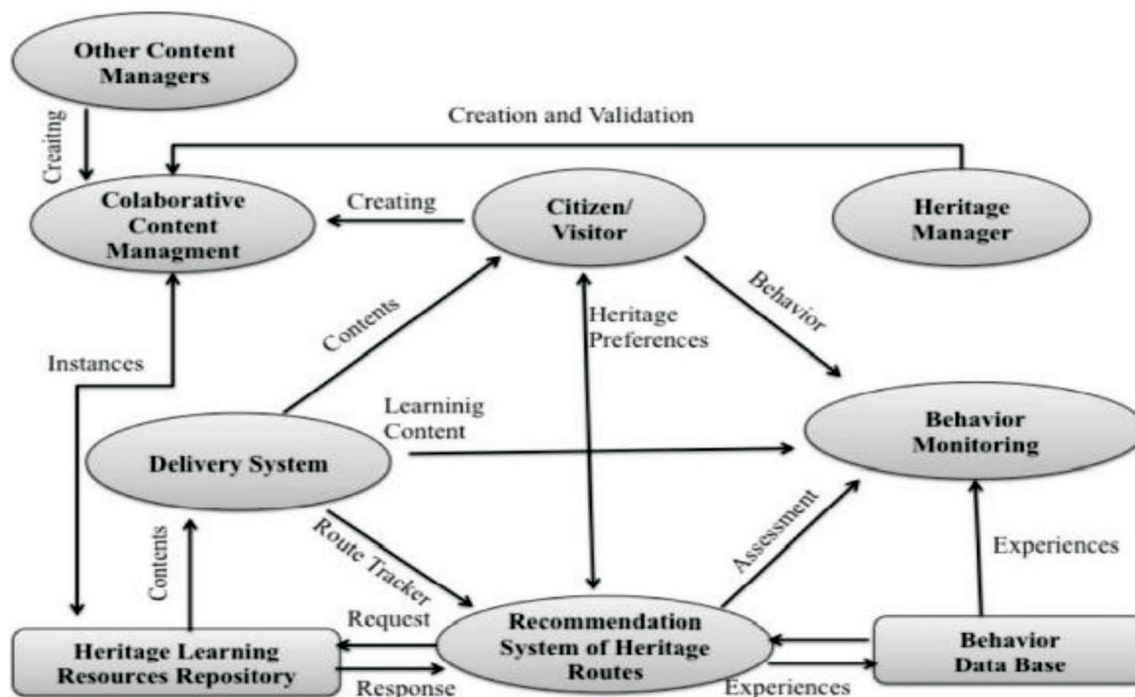 Other Content
Managers
Creaitng
Creation and Validation
Colaborative
Content
Managment
Creating
Citizen/
Visitor
Heritage
Manager
Contents
Heritage
Preferences
Behavior
Instances
Learninig
Content
Delivery System
Behavior
Monitoring
Contents
Route Tracker
Assessment
Experiences
Request
Heritage Learning
Resources Repository
Response
Recommendation
System of Heritage
Routes
Experiences
Behavior
Data Base